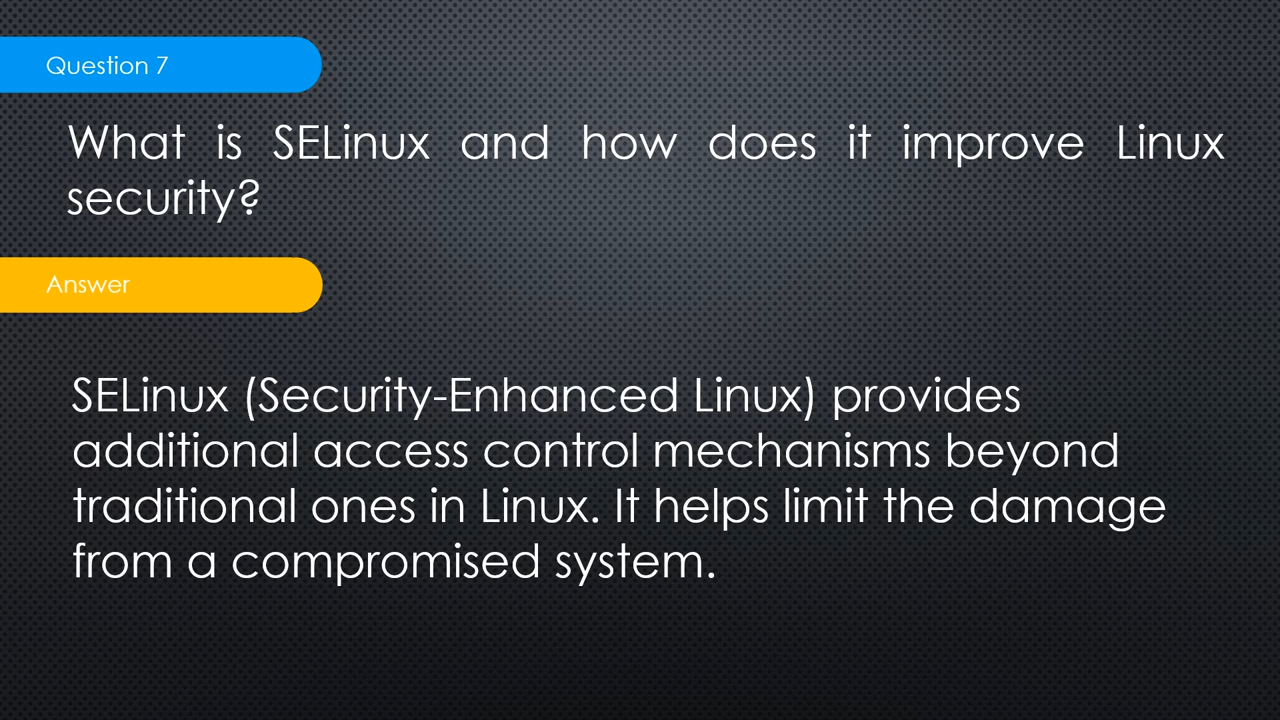 Question 7
What is SELinux and how does it improve Linux
security?
Answer
SELinux (Security-Enhanced Linux) provides
additional access control mechanisms beyond
traditional ones in Linux. It helps limit the damage
from a compromised system.